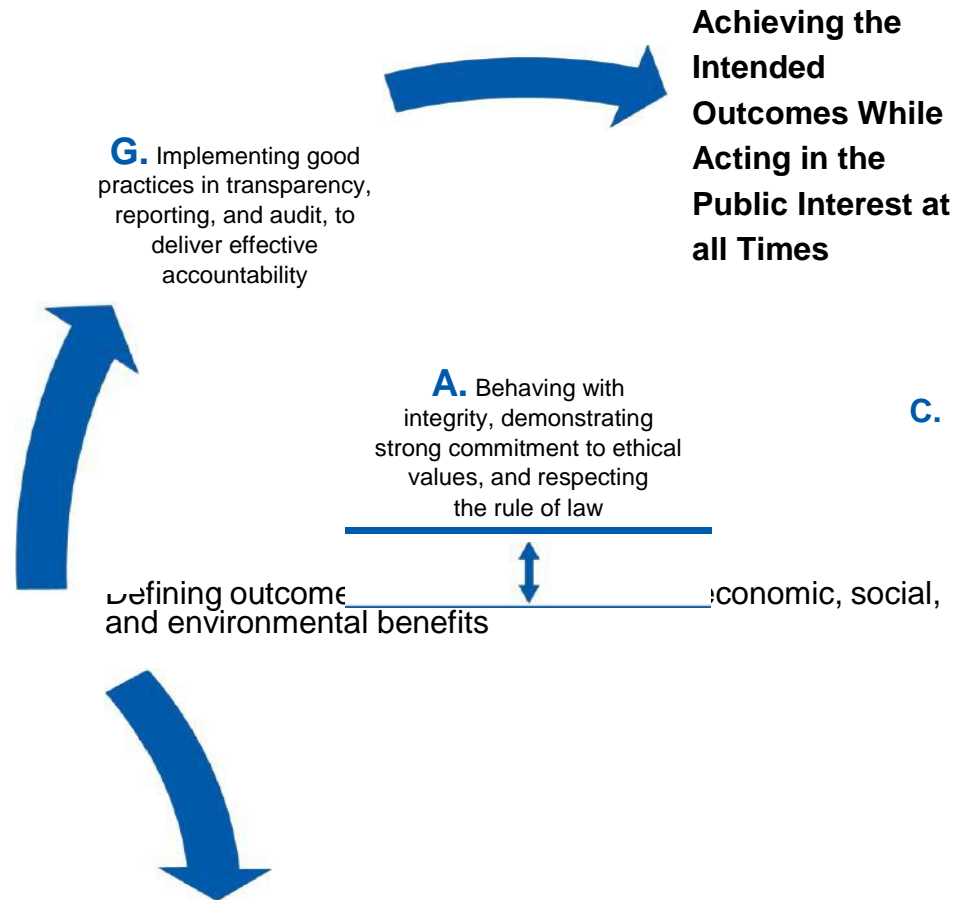 Achieving the
Intended
Outcomes While
Acting in the
Public Interest at
all Times
G. Implementing good
practices in transparency,
reporting, and audit, to
deliver effective
accountability
A. Behaving with
integrity, demonstrating
strong commitment to ethical
values, and respecting
the rule of law
C.
Defining outcome economic, social,
and environmental benefits